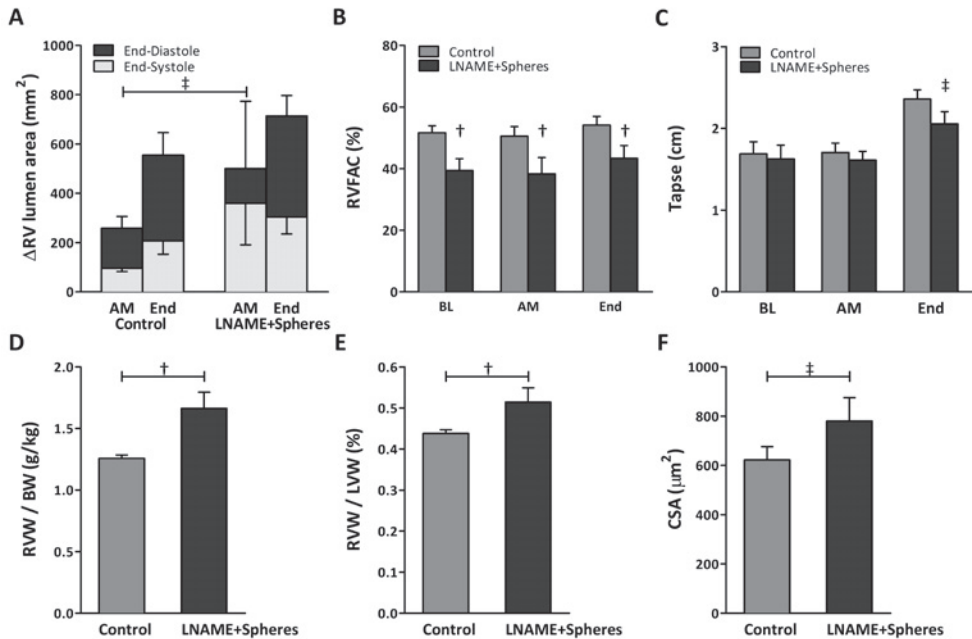 A
ΔRV lumen area (mm²)
1000
800
600
400
200
0
End-Diastole
End-Systole
‡
AM End AM End
Control LNAME+Spheres
B
RVFAC (%)
80
60
40
20
0
Control
LNAME+Spheres
† † †
BL AM End
C
Tapse (cm)
3
2
1
0
Control
LNAME+Spheres
‡
BL AM End
D
RVW / BW (g/kg)
2.0
1.5
1.0
0.5
0.0
†
Control LNAME+Spheres
E
RVW / LVW (%)
0.6
0.5
0.4
0.3
0.2
0.1
0.0
†
Control LNAME+Spheres
F
CSA (μm²)
1000
800
600
400
200
0
‡
Control LNAME+Spheres